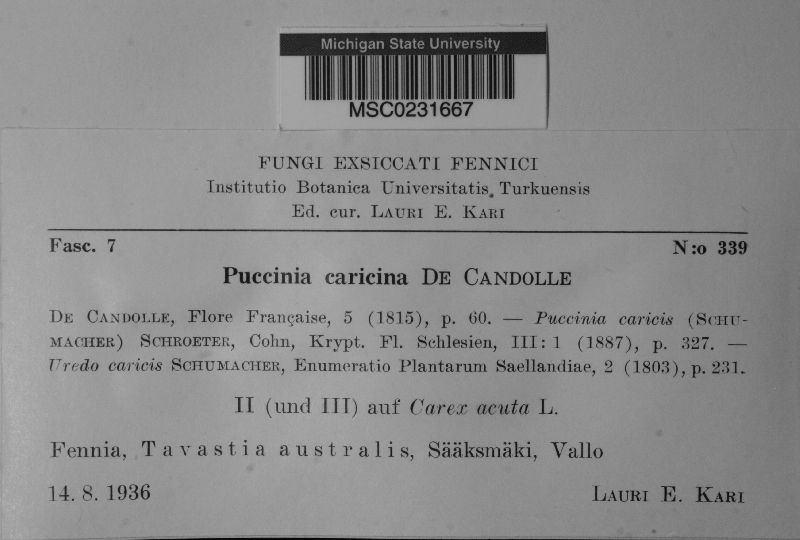 Michigan State University
MSC0231667
FUNGI EXSICCATI FENNICI
Institutio Botanica Universitatis Turkuensis
Ed. cur. LAURI E. KARI
Fasc. 7 N:o 339
Puccinia caricina DE CANDOLLE
DE CANDOLLE, Flore Française, 5 (1815), p. 60. — Puccinia caricis (SCHU-
MACHER) SCHROETER, Cohn, Krypt. Fl. Schlesien, III: 1 (1887), p. 327. —
Uredo caricis SCHUMACHER, Enumeratio Plantarum Saellandiae, 2 (1803), p. 231.
II (und III) auf Carex acuta L.
Fennia, Tavastia australis, Sääksmäki, Vallo
14. 8. 1936 LAURI E. KARI